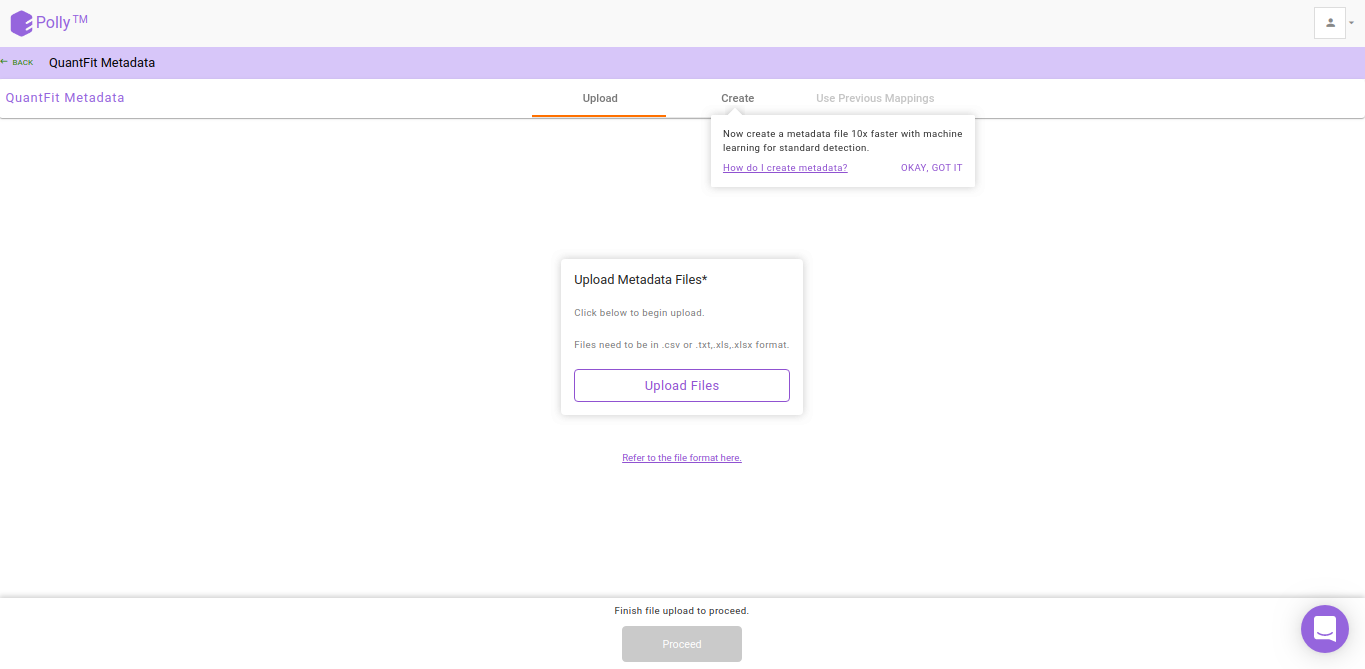 Polly TM
BACK QuantFit Metadata
QuantFit Metadata Upload Create Use Previous Mappings
Now create a metadata file 10x faster with machine
learning for standard detection.
How do I create metadata? OKAY, GOT IT
Upload Metadata Files*
Click below to begin upload.
Files need to be in .csv or .txt,.xls,.xlsx format.
Upload Files
Refer to the file format here.
Finish file upload to proceed.
Proceed